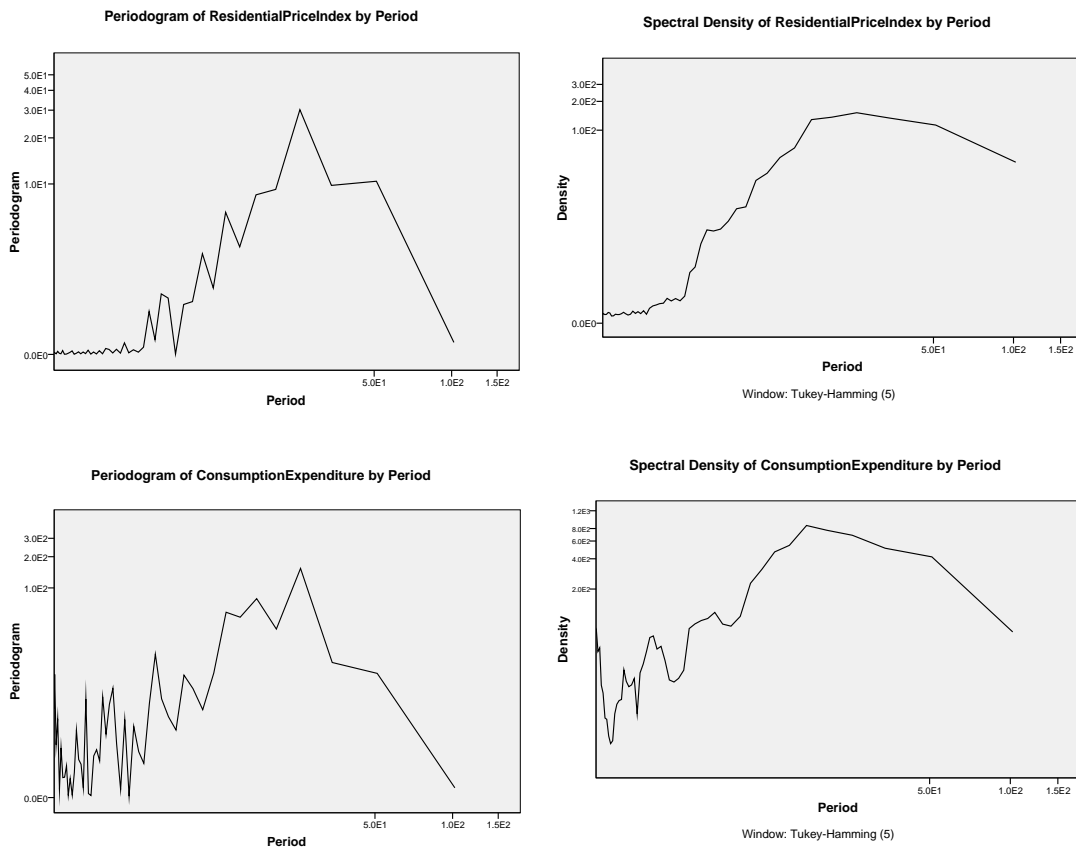 Periodogram of ResidentialPriceIndex by Period
5.0E1
4.0E1
3.0E1
2.0E1
1.0E1
0.0E0
Periodogram
5.0E1 1.0E2 1.5E2
Period
Spectral Density of ResidentialPriceIndex by Period
3.0E2
2.0E2
1.0E2
0.0E0
Density
5.0E1 1.0E2 1.5E2
Period
Window: Tukey-Hamming (5)
Periodogram of ConsumptionExpenditure by Period
3.0E2
2.0E2
1.0E2
0.0E0
Periodogram
5.0E1 1.0E2 1.5E2
Period
Spectral Density of ConsumptionExpenditure by Period
1.2E3
8.0E2
6.0E2
4.0E2
2.0E2
Density
5.0E1 1.0E2 1.5E2
Period
Window: Tukey-Hamming (5)